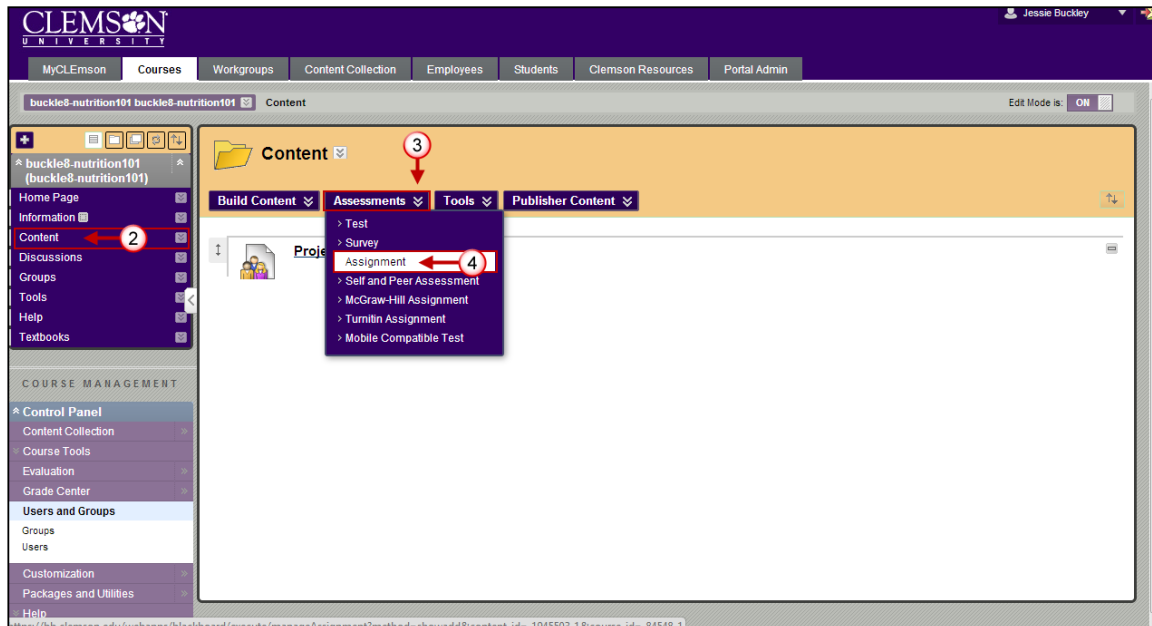 CLEMSON
UNIVERSITY
Jessie Buckley
MyCLEmson
Courses
Workgroups
Content Collection
Employees
Students
Clemson Resources
Portal Admin
buckle8-nutrition101 buckle8-nutrition101
Content
Edit Mode is: ON
buckle8-nutrition101
(buckle8-nutrition101)
Home Page
Information
Content
2
Discussions
Groups
Tools
Help
Textbooks
COURSE MANAGEMENT
Control Panel
Content Collection
Course Tools
Evaluation
Grade Center
Users and Groups
Groups
Users
Customization
Packages and Utilities
Help
Content
3
Build Content
Assessments
Tools
Publisher Content
> Test
> Survey
Assignment
4
> Self and Peer Assessment
> McGraw-Hill Assignment
> Turnitin Assignment
> Mobile Compatible Test
Proje